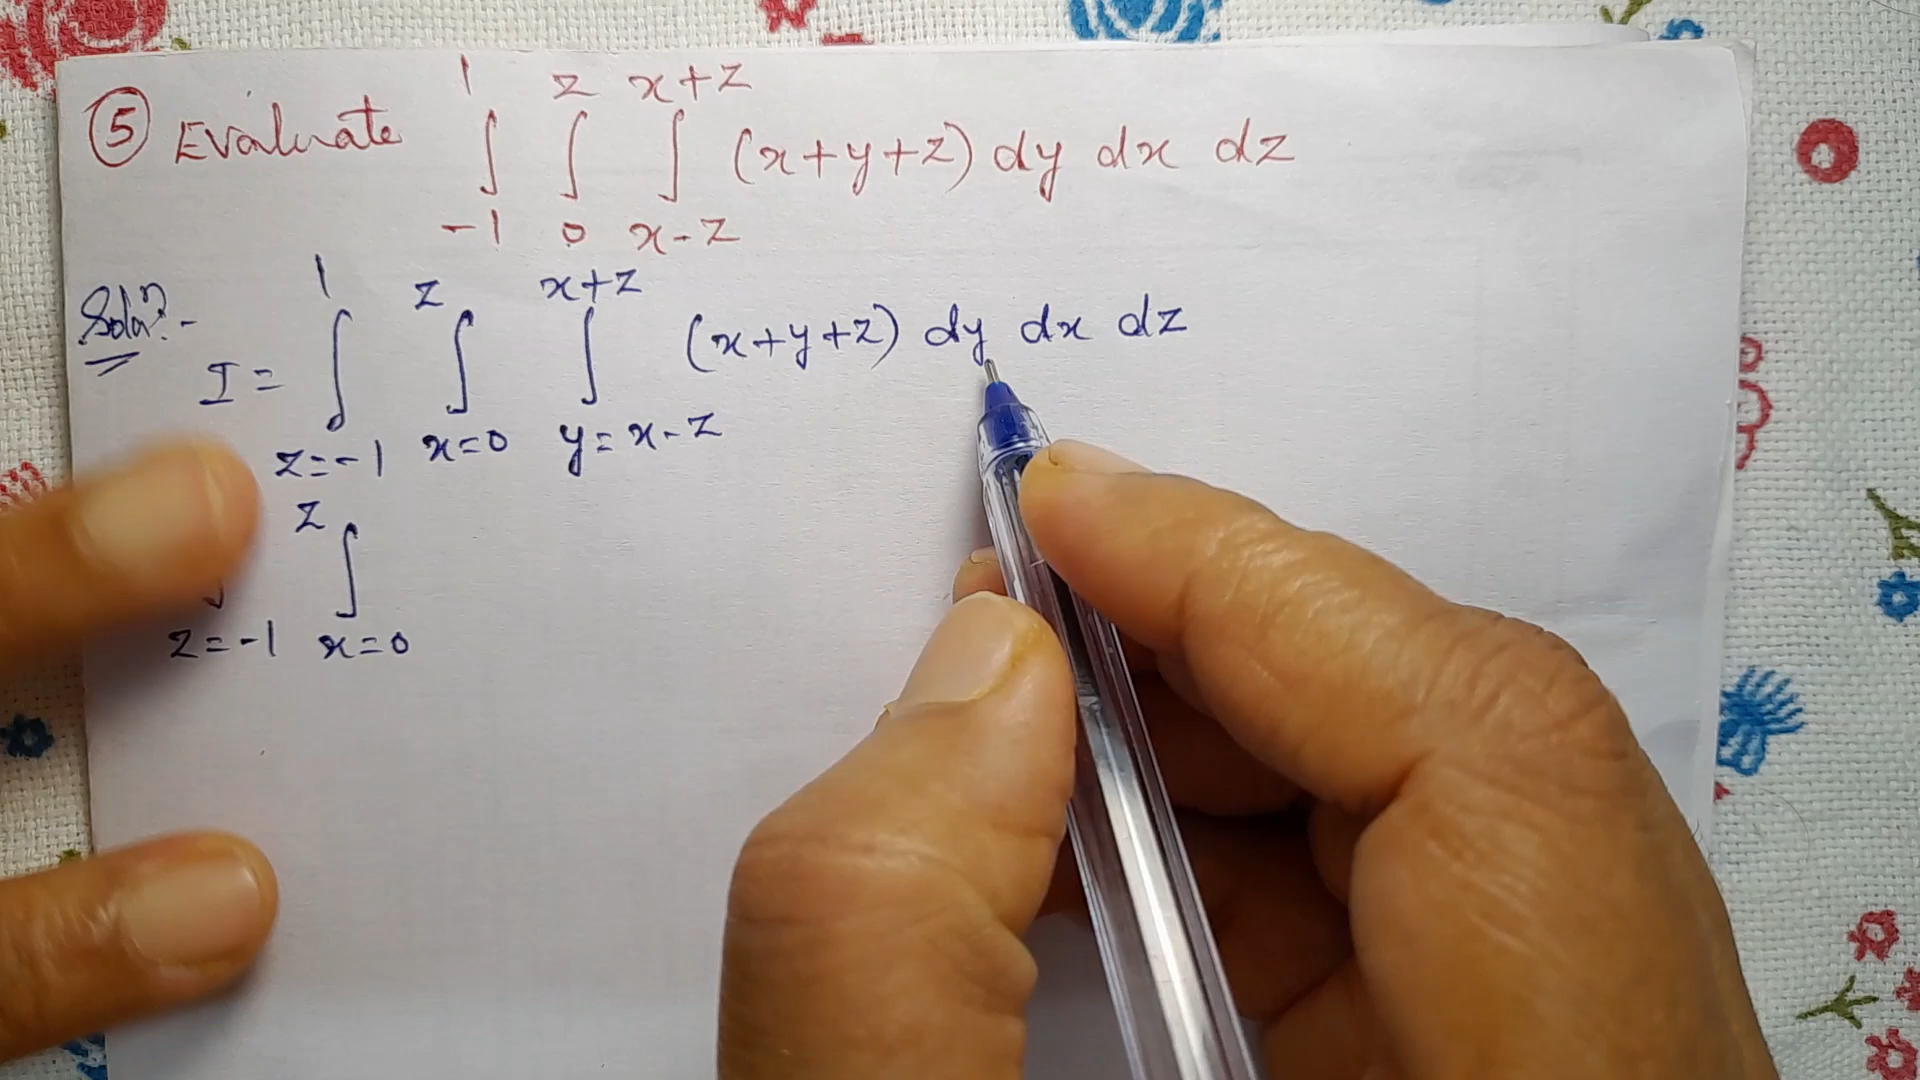 1 z x+z
⑤ Evaluate ∫ ∫ ∫ (x+y+z) dy dx dz
-1 0 x-z
1 z x+z
Soln:- I = ∫ ∫ ∫ (x+y+z) dy dx dz
z=-1 x=0 y=x-z
z
∫ ∫
z=-1 x=0